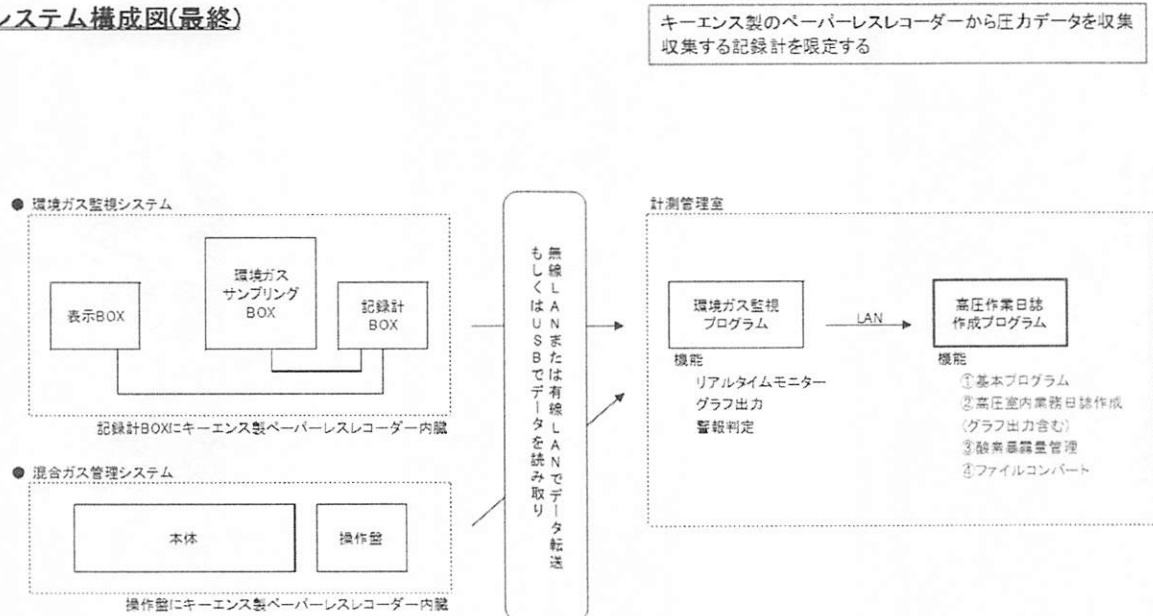 ステム構成図(最終)
キーエンス製のペーパーレスレコーダーから圧力データを収集
収集する記録計を限定する
● 環境ガス監視システム
表示BOX
環境ガス
サンプリング
BOX
記録計
BOX
記録計BOXにキーエンス製ペーパーレスレコーダー内臓
● 混合ガス管理システム
本体
操作盤
操作盤にキーエンス製ペーパーレスレコーダー内臓
無線LANまたは有線LANでデータ転送
もしくはUSBでデータを読み取り
計測管理室
環境ガス監視
プログラム
機能
リアルタイムモニター
グラフ出力
警報判定
LAN
高圧作業日誌
作成プログラム
機能
①基本プログラム
②高圧室内業務日誌作成
(グラフ出力含む)
③酸素暴露量管理
④ファイルコンバート